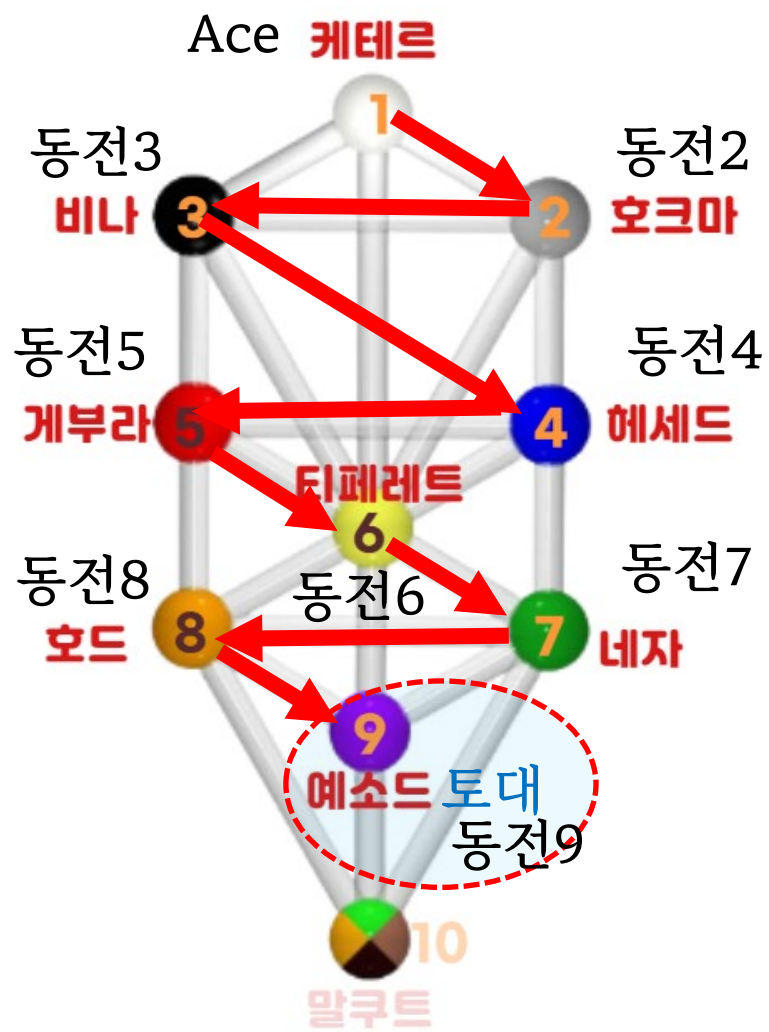 Ace 케테르
1
동전3
비나
3
동전2
호크마
2
동전5
게부라
5
동전4
헤세드
4
티페레트
6
동전6
동전8
호드
8
동전7
네자
7
9
예소드 토대
동전9
10
말쿠트